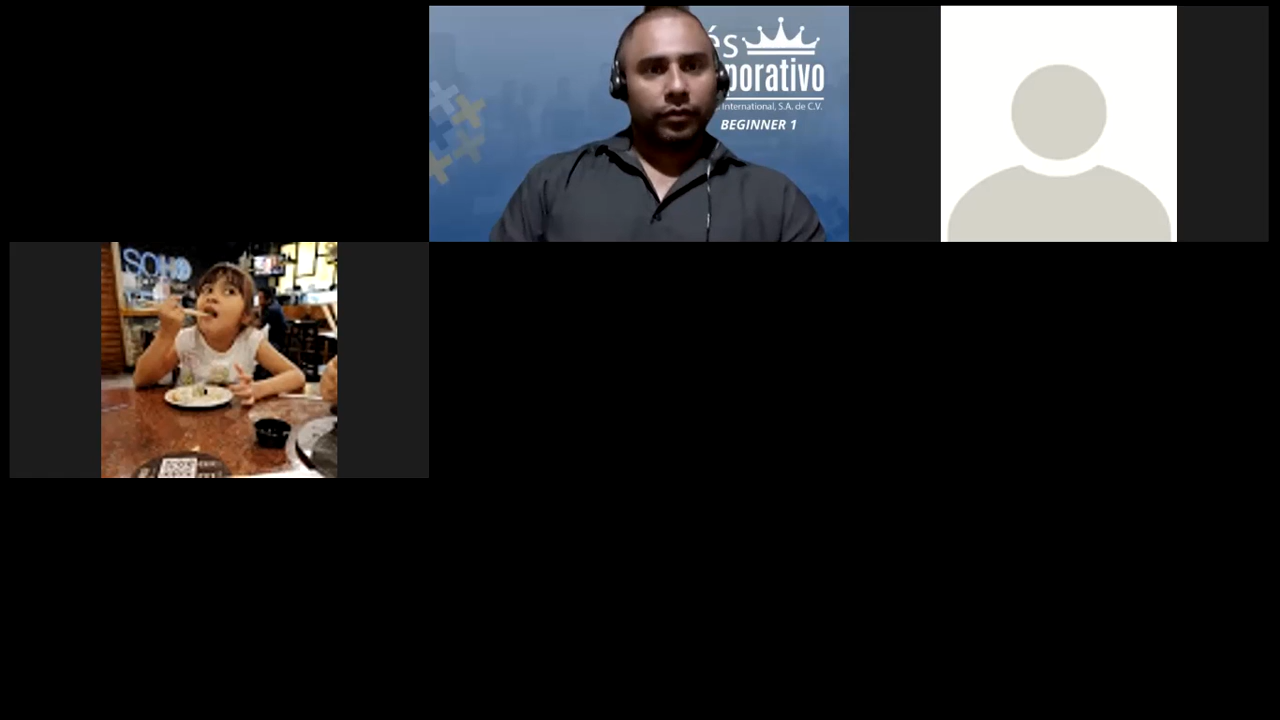 és
porativo
International, S.A. de C.V.
BEGINNER 1
SOHO